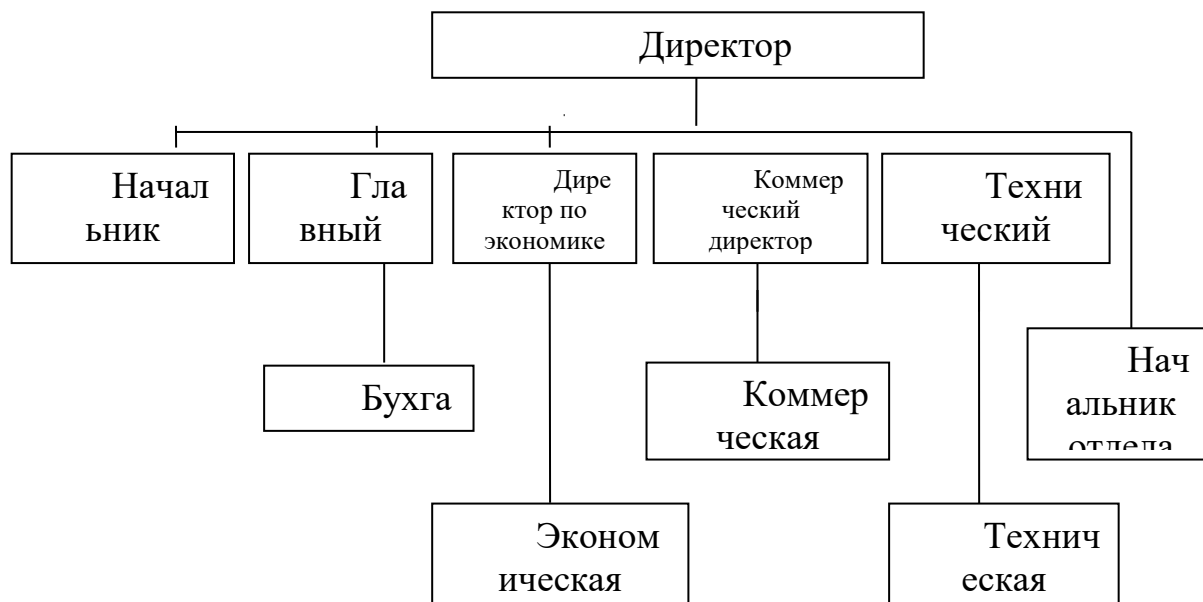 Директор
Начал
ьник
Гла
вный
Дире
ктор по
экономике
Коммер
ческий
директор
Техни
ческий
Бухга
Коммер
ческая
Нач
альник
отдела
Эконом
ическая
Технич
еская